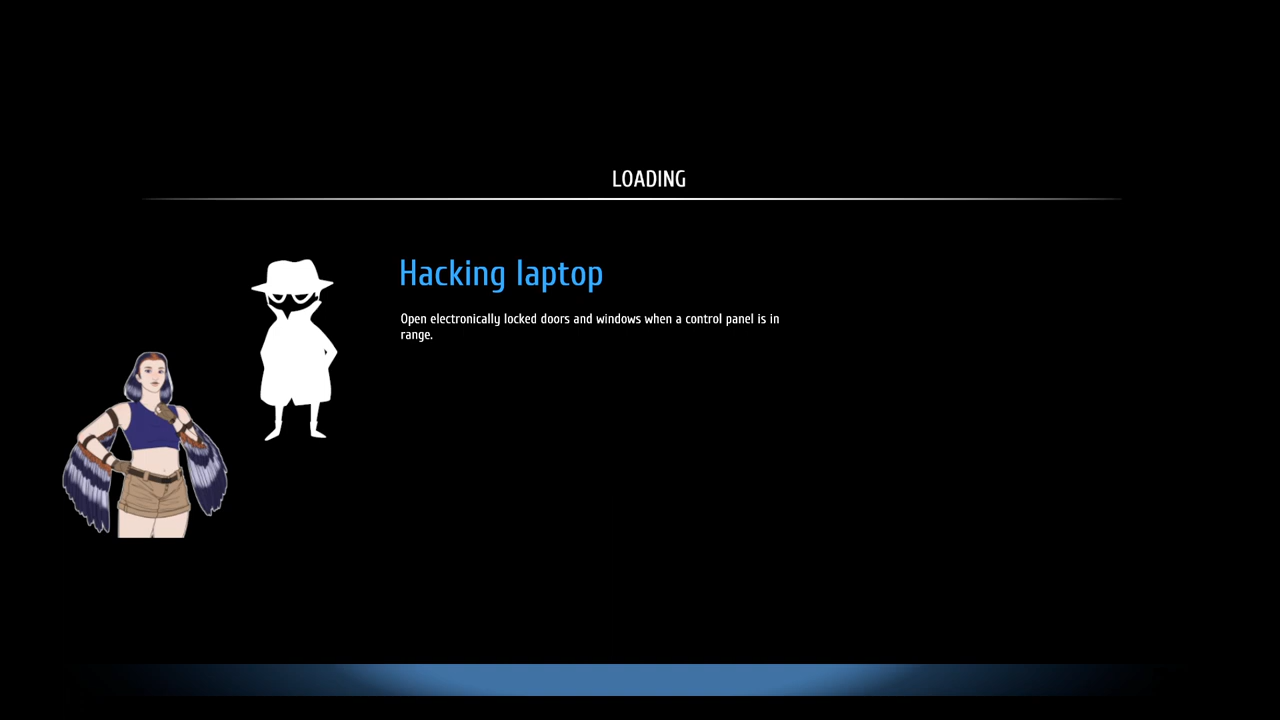 LOADING
Hacking laptop
Open electronically locked doors and windows when a control panel is in
range.